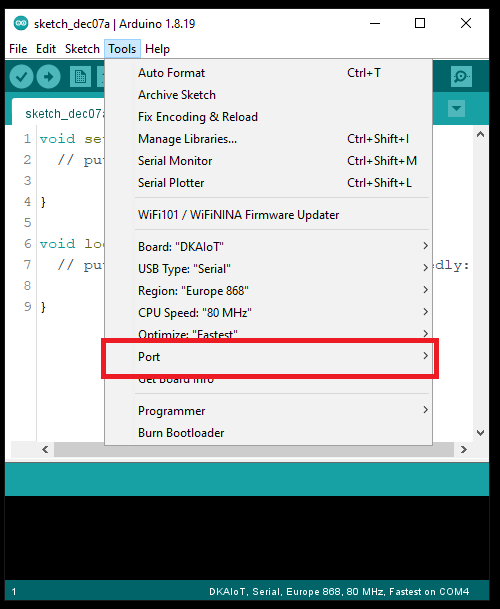 sketch_dec07a | Arduino 1.8.19
File Edit Sketch Tools Help
Auto Format Ctrl+T
Archive Sketch
Fix Encoding & Reload
Manage Libraries... Ctrl+Shift+I
Serial Monitor Ctrl+Shift+M
Serial Plotter Ctrl+Shift+L
WiFi101 / WiFiNINA Firmware Updater
Board: "DKAIoT"
USB Type: "Serial"
Region: "Europe 868"
CPU Speed: "80 MHz"
Optimize: "Fastest"
Port
Get Board Info
Programmer
Burn Bootloader
sketch_dec07a
1 void se
2 // pu
3
4 }
5
6 void loo
7 // pu edly:
8
9 }
1 DKAIoT, Serial, Europe 868, 80 MHz, Fastest on COM4